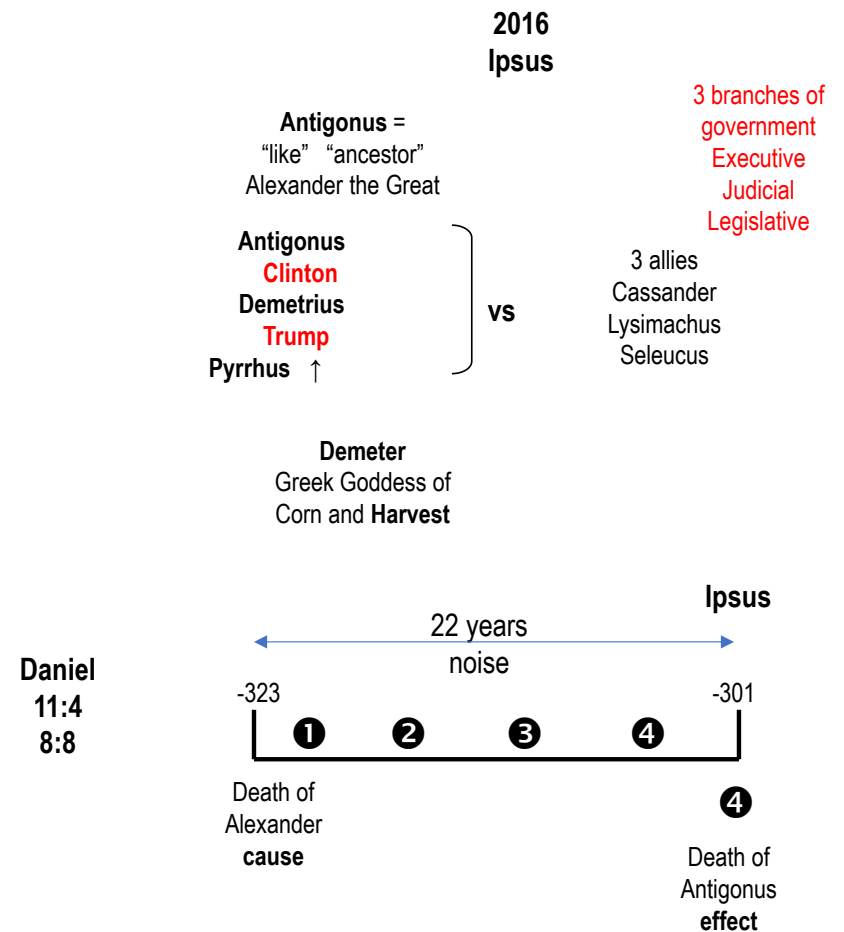 2016
Ipsus
3 branches of
government
Executive
Judicial
Legislative
Antigonus =
“like” “ancestor”
Alexander the Great
Antigonus
Clinton
Demetrius
Trump
Pyrrhus ↑
vs
3 allies
Cassander
Lysimachus
Seleucus
Demeter
Greek Goddess of
Corn and Harvest
Ipsus
22 years
noise
Daniel
11:4
8:8
-323
-301
❶ ❷ ❸ ❹
Death of
Alexander
cause
❹
Death of
Antigonus
effect